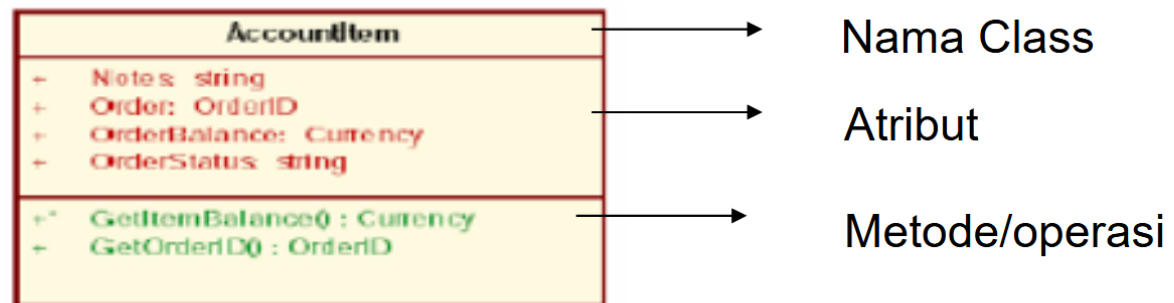 AccountItem
Nama Class
+ Notes: string
+ Order: OrderID
Atribut
+ OrderBalance: Currency
+ OrderStatus: string
+" GetItemBalance() : Currency
+ GetOrderID() : OrderID
Metode/operasi